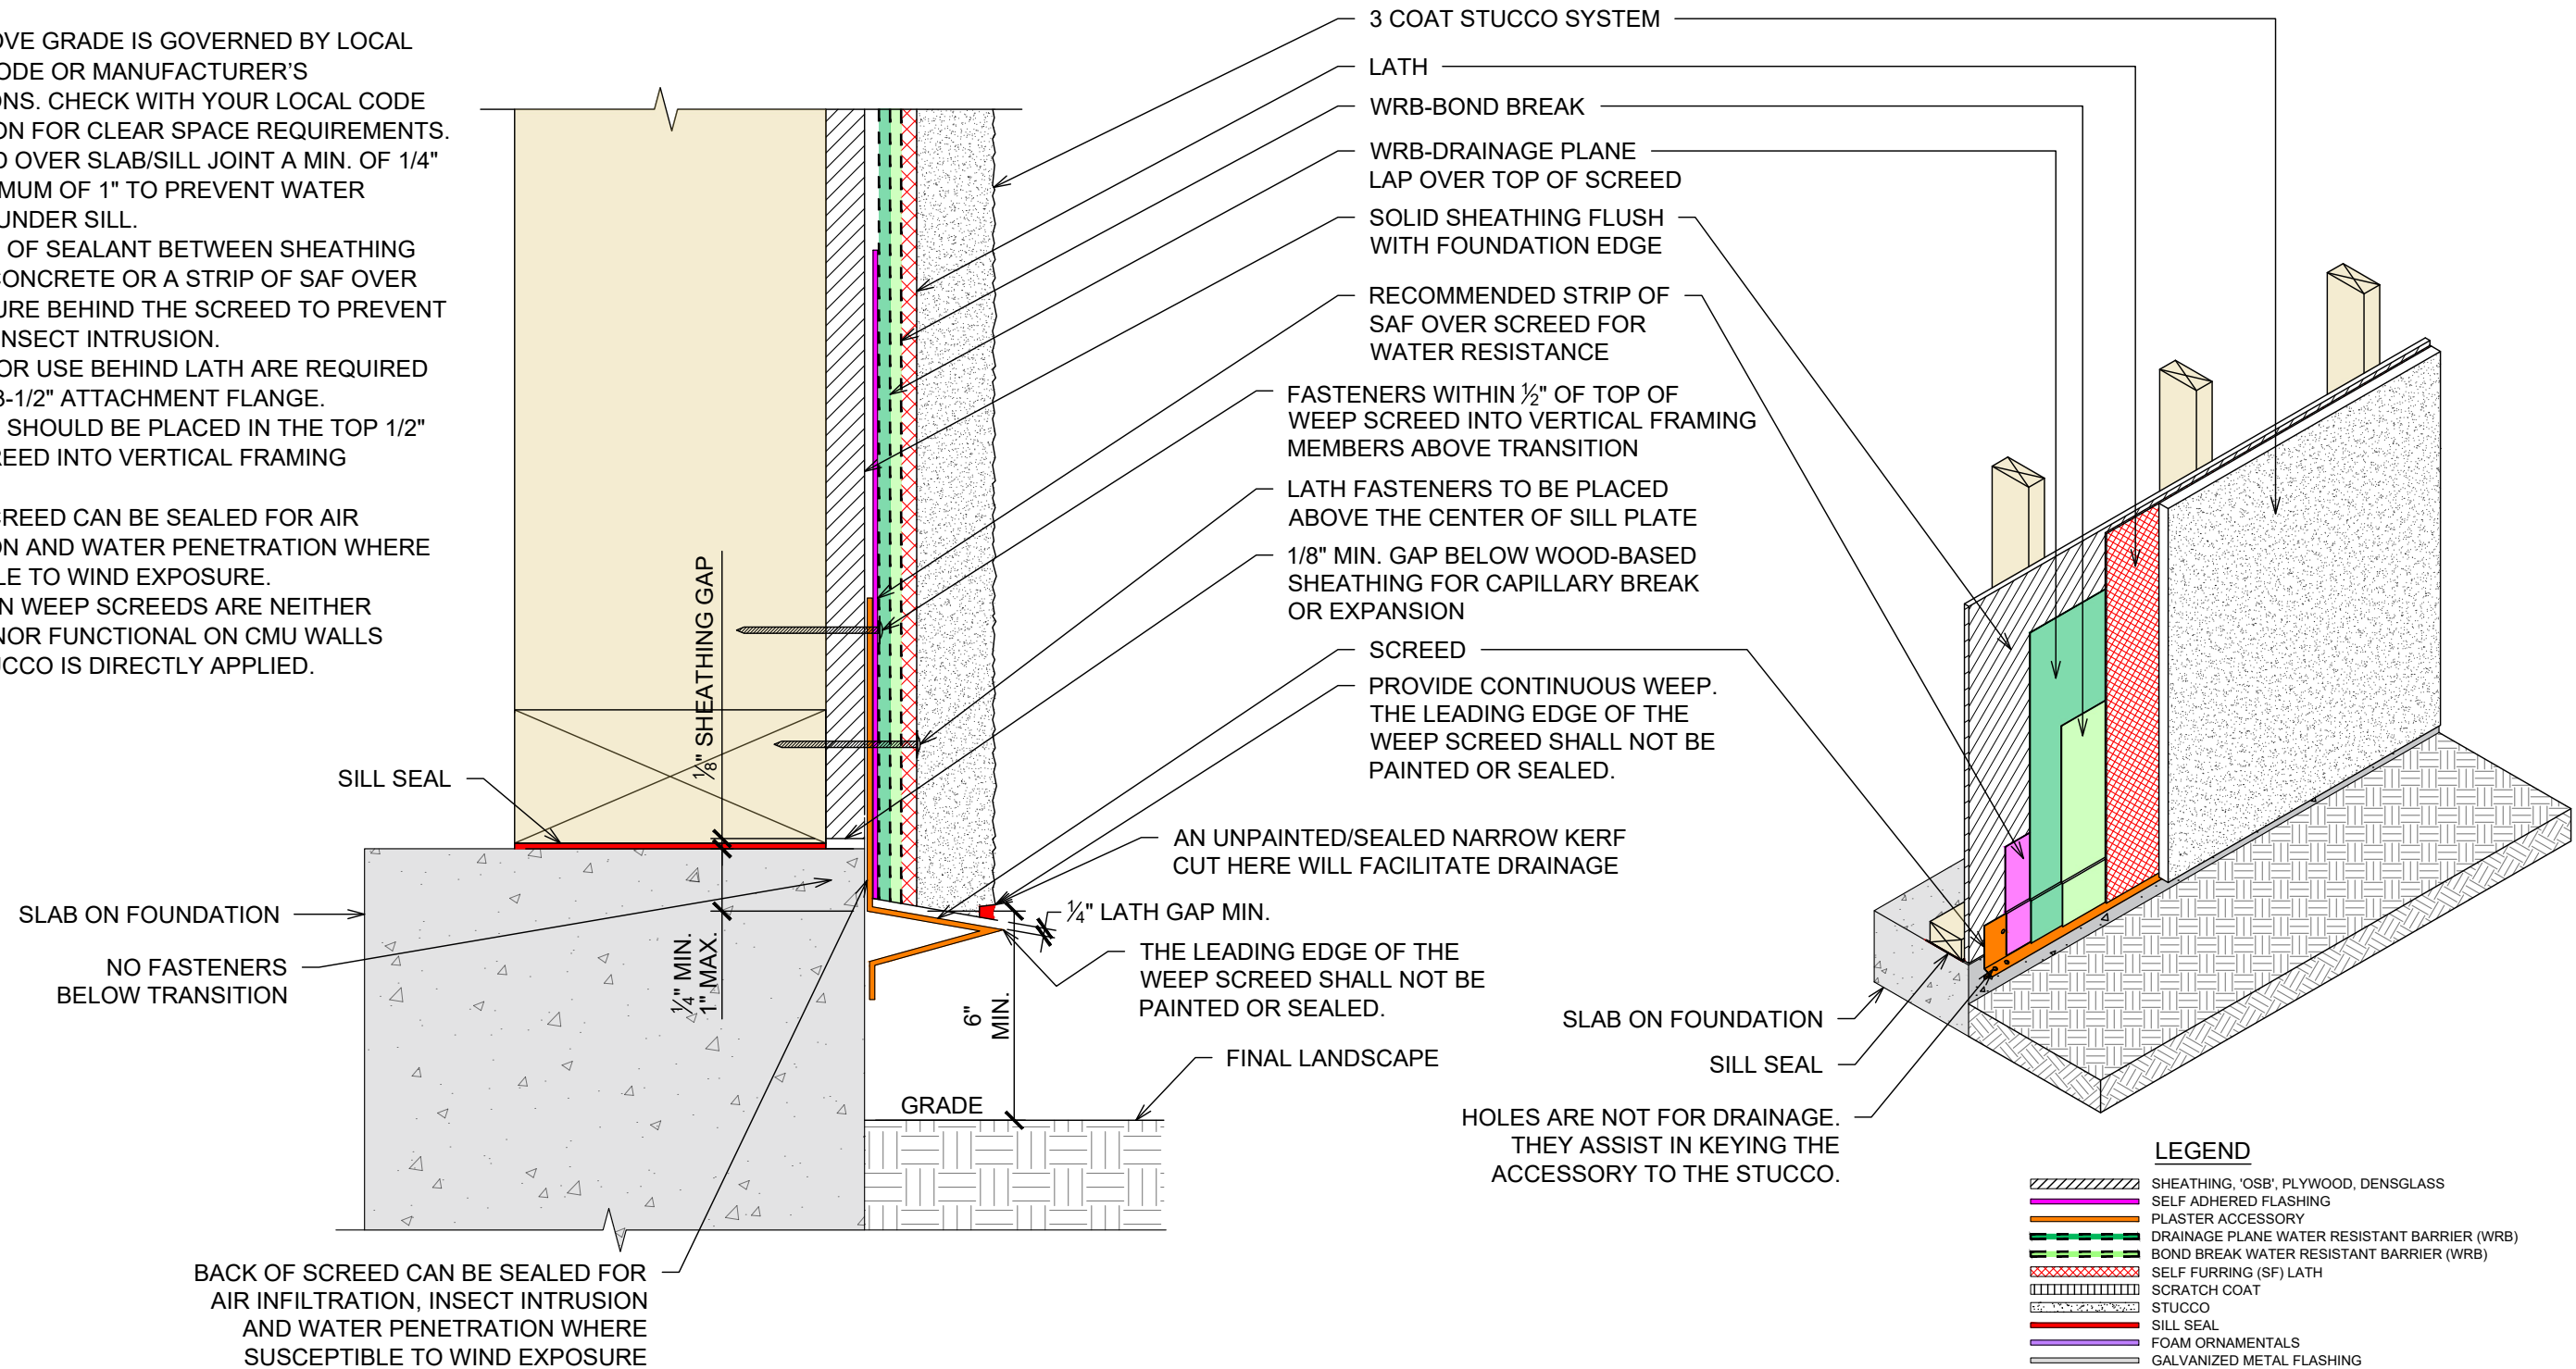 OVE GRADE IS GOVERNED BY LOCAL
ODE OR MANUFACTURER'S
ONS. CHECK WITH YOUR LOCAL CODE
ON FOR CLEAR SPACE REQUIREMENTS.
D OVER SLAB/SILL JOINT A MIN. OF 1/4"
MUM OF 1" TO PREVENT WATER
UNDER SILL.
OF SEALANT BETWEEN SHEATHING
CONCRETE OR A STRIP OF SAF OVER
URE BEHIND THE SCREED TO PREVENT
INSECT INTRUSION.
OR USE BEHIND LATH ARE REQUIRED
3-1/2" ATTACHMENT FLANGE.
SHOULD BE PLACED IN THE TOP 1/2"
REED INTO VERTICAL FRAMING
CREED CAN BE SEALED FOR AIR
ON AND WATER PENETRATION WHERE
LE TO WIND EXPOSURE.
N WEEP SCREEDS ARE NEITHER
NOR FUNCTIONAL ON CMU WALLS
UCCO IS DIRECTLY APPLIED.
3 COAT STUCCO SYSTEM
LATH
WRB-BOND BREAK
WRB-DRAINAGE PLANE
LAP OVER TOP OF SCREED
SOLID SHEATHING FLUSH
WITH FOUNDATION EDGE
RECOMMENDED STRIP OF
SAF OVER SCREED FOR
WATER RESISTANCE
FASTENERS WITHIN ½" OF TOP OF
WEEP SCREED INTO VERTICAL FRAMING
MEMBERS ABOVE TRANSITION
LATH FASTENERS TO BE PLACED
ABOVE THE CENTER OF SILL PLATE
1/8" MIN. GAP BELOW WOOD-BASED
SHEATHING FOR CAPILLARY BREAK
OR EXPANSION
SCREED
PROVIDE CONTINUOUS WEEP.
THE LEADING EDGE OF THE
WEEP SCREED SHALL NOT BE
PAINTED OR SEALED.
AN UNPAINTED/SEALED NARROW KERF
CUT HERE WILL FACILITATE DRAINAGE
¼" LATH GAP MIN.
THE LEADING EDGE OF THE
WEEP SCREED SHALL NOT BE
PAINTED OR SEALED.
⅛" SHEATHING GAP
¼" MIN.
1" MAX.
6"
MIN.
SILL SEAL
SLAB ON FOUNDATION
NO FASTENERS
BELOW TRANSITION
FINAL LANDSCAPE
GRADE
BACK OF SCREED CAN BE SEALED FOR
AIR INFILTRATION, INSECT INTRUSION
AND WATER PENETRATION WHERE
SUSCEPTIBLE TO WIND EXPOSURE
SLAB ON FOUNDATION
SILL SEAL
HOLES ARE NOT FOR DRAINAGE.
THEY ASSIST IN KEYING THE
ACCESSORY TO THE STUCCO.
LEGEND
SHEATHING, 'OSB', PLYWOOD, DENSGLASS
SELF ADHERED FLASHING
PLASTER ACCESSORY
DRAINAGE PLANE WATER RESISTANT BARRIER (WRB)
BOND BREAK WATER RESISTANT BARRIER (WRB)
SELF FURRING (SF) LATH
SCRATCH COAT
STUCCO
SILL SEAL
FOAM ORNAMENTALS
GALVANIZED METAL FLASHING